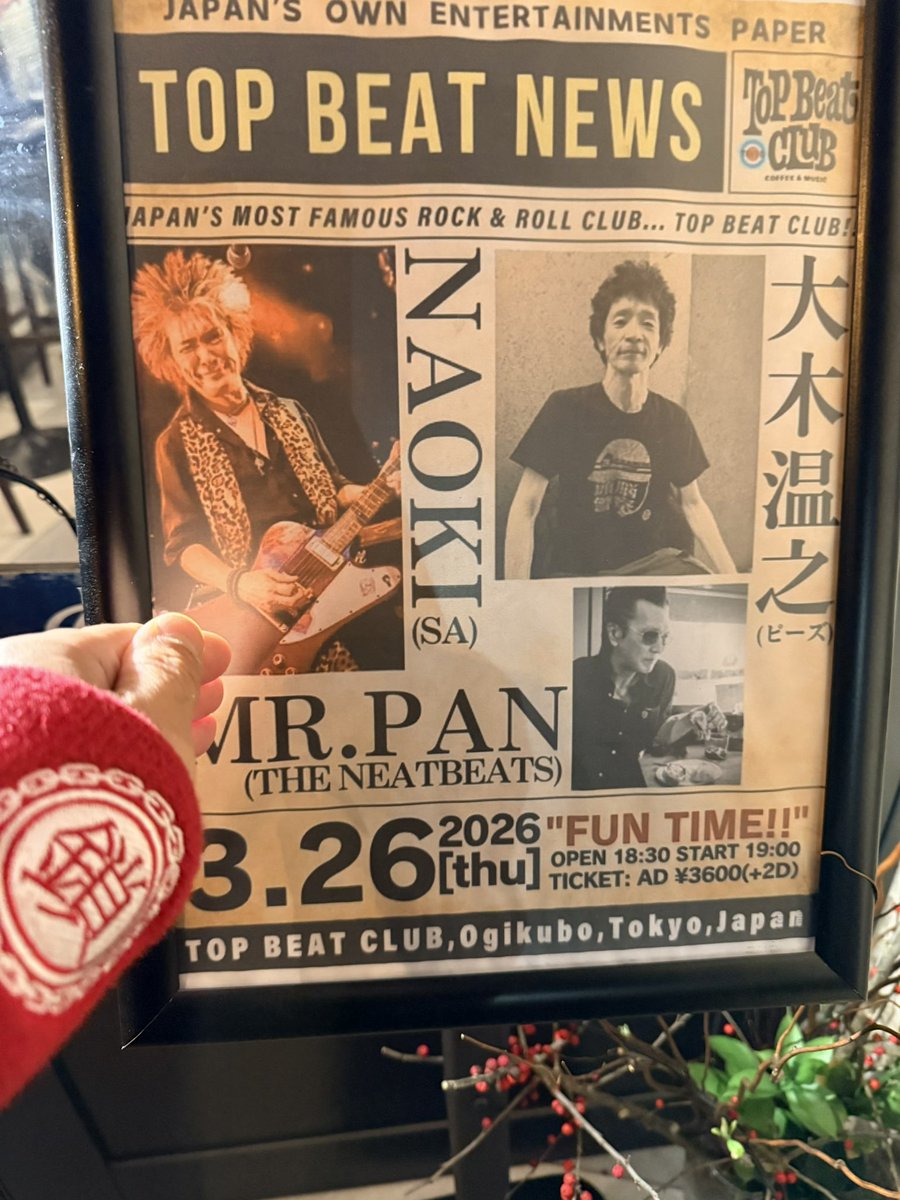 JAPAN'S OWN ENTERTAINMENTS PAPER
TOP BEAT NEWS
Top Beat
CLUB
COFFEE & MUSIC
JAPAN'S MOST FAMOUS ROCK & ROLL CLUB... TOP BEAT CLUB!!
NAOKI
(SA)
大木温之
(ピーズ)
MR.PAN
(THE NEATBEATS)
3.26
2026
[thu]
"FUN TIME!!"
OPEN 18:30 START 19:00
TICKET: AD ¥3600(+2D)
TOP BEAT CLUB,Ogikubo,Tokyo,Japan